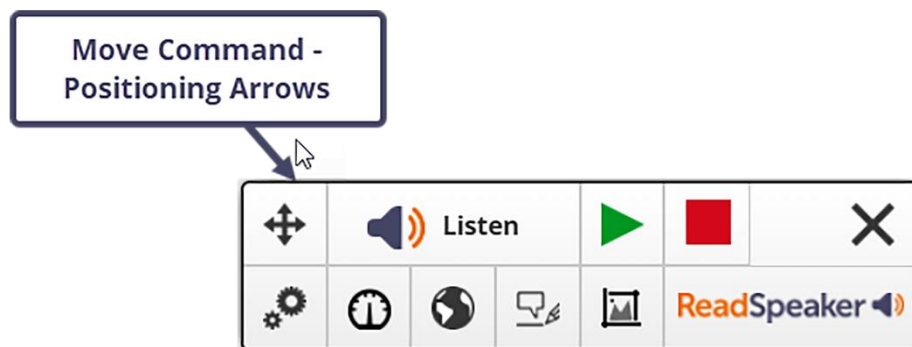 Move Command -
Positioning Arrows
Listen
ReadSpeaker